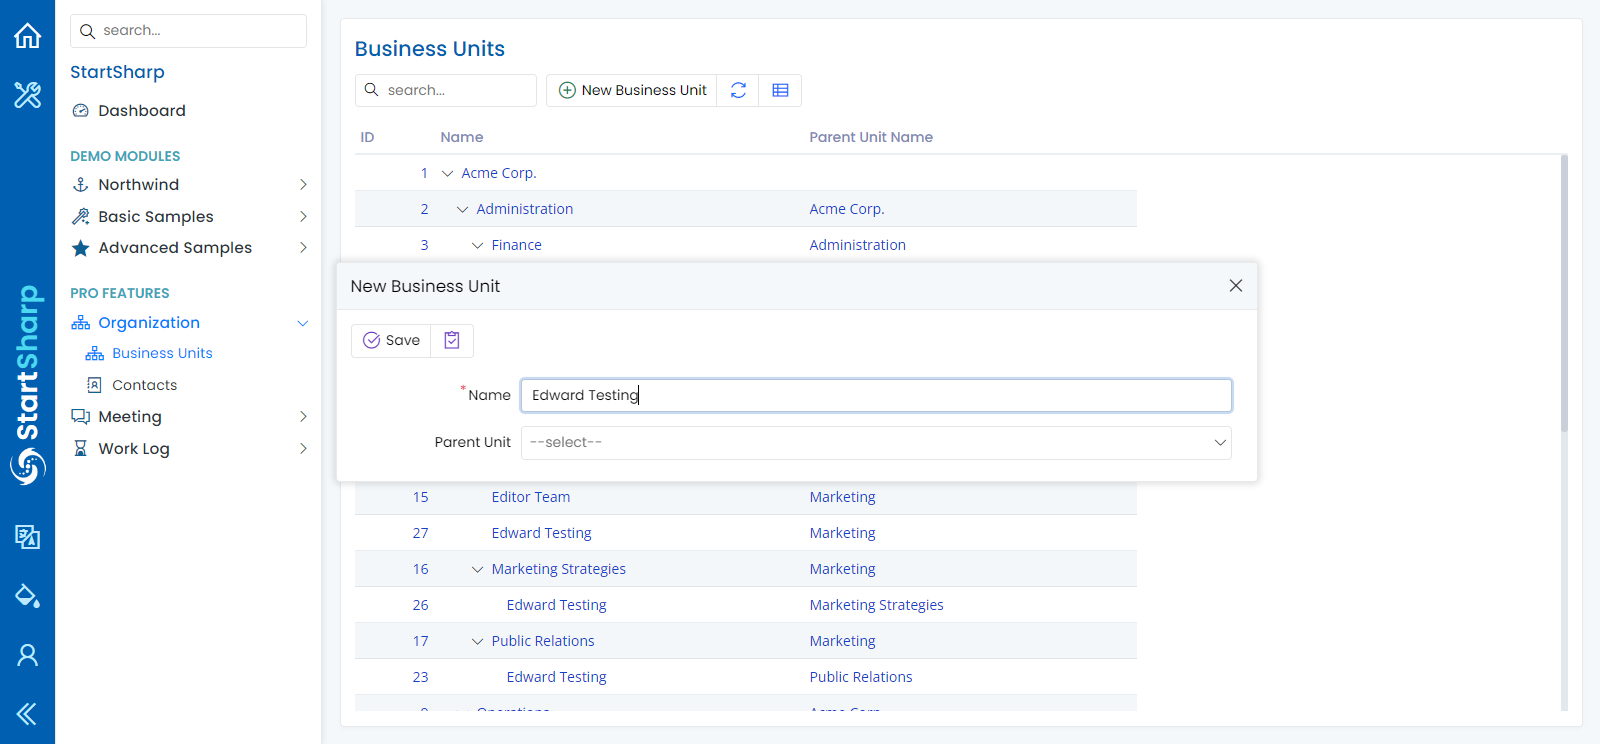 search...
StartSharp
Dashboard
DEMO MODULES
Northwind
Basic Samples
Advanced Samples
PRO FEATURES
Organization
Business Units
Contacts
Meeting
Work Log
StartSharp
Business Units
search...
New Business Unit
ID Name Parent Unit Name
1 Acme Corp.
2 Administration Acme Corp.
3 Finance Administration
New Business Unit
Save
* Name Edward Testing
Parent Unit --select--
15 Editor Team Marketing
27 Edward Testing Marketing
16 Marketing Strategies Marketing
26 Edward Testing Marketing Strategies
17 Public Relations Marketing
23 Edward Testing Public Relations
9 Operations Acme Corp.